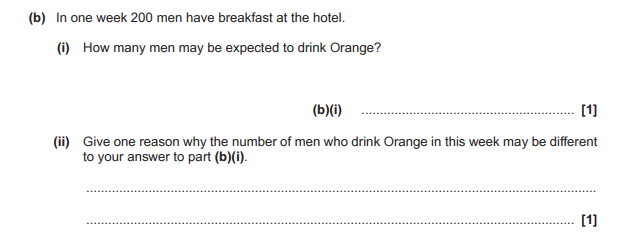 (b) In one week 200 men have breakfast at the hotel.
(i) How many men may be expected to drink Orange?
(b)(i) ........................................................ [1]
(ii) Give one reason why the number of men who drink Orange in this week may be different
to your answer to part (b)(i).
................................................................................................................................
................................................................................................................................ [1]